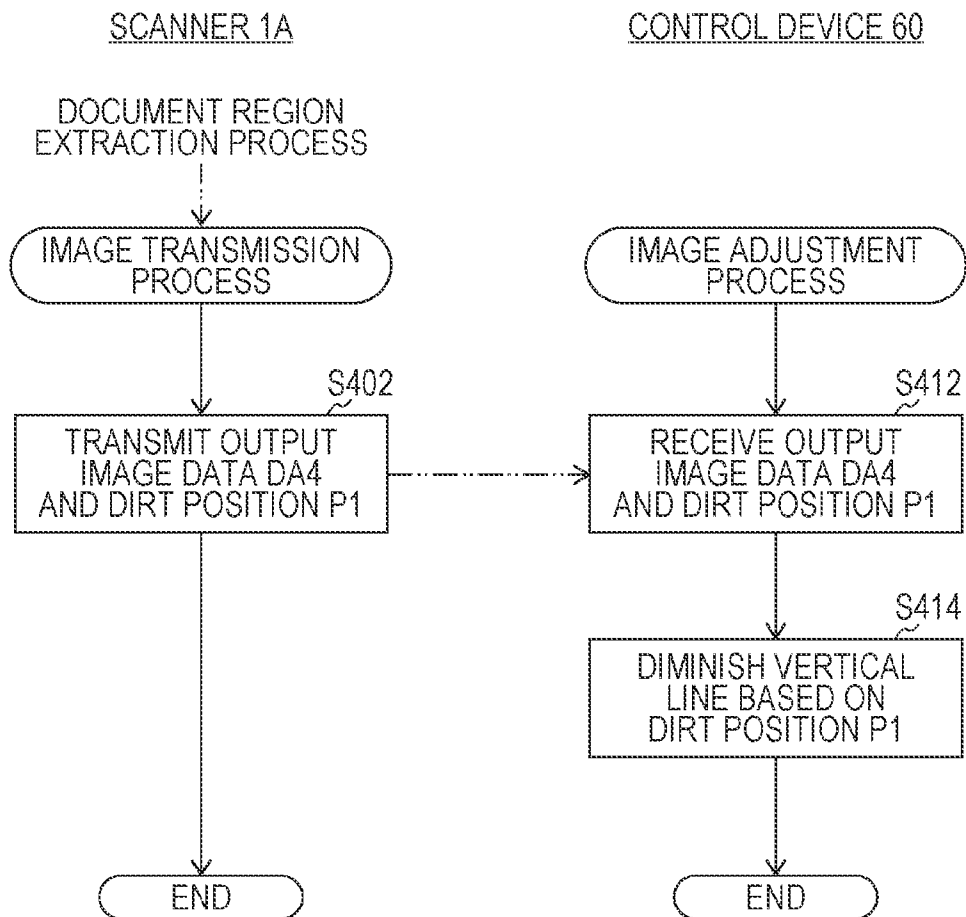 SCANNER 1A
CONTROL DEVICE 60
DOCUMENT REGION
EXTRACTION PROCESS
IMAGE TRANSMISSION
PROCESS
IMAGE ADJUSTMENT
PROCESS
S402
TRANSMIT OUTPUT
IMAGE DATA DA4
AND DIRT POSITION P1
S412
RECEIVE OUTPUT
IMAGE DATA DA4
AND DIRT POSITION P1
S414
DIMINISH VERTICAL
LINE BASED ON
DIRT POSITION P1
END
END